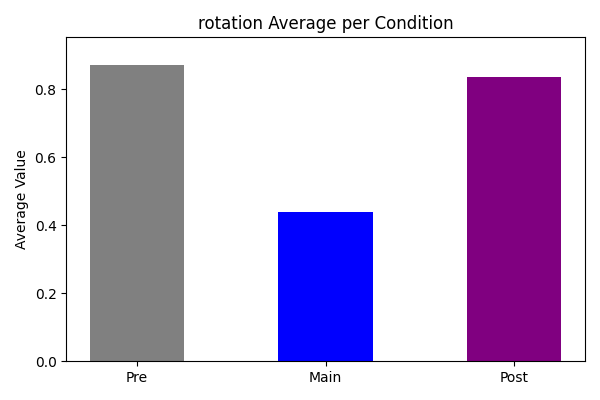 rotation Average per Condition
Average Value
0.8
0.6
0.4
0.2
0.0
Pre
Main
Post